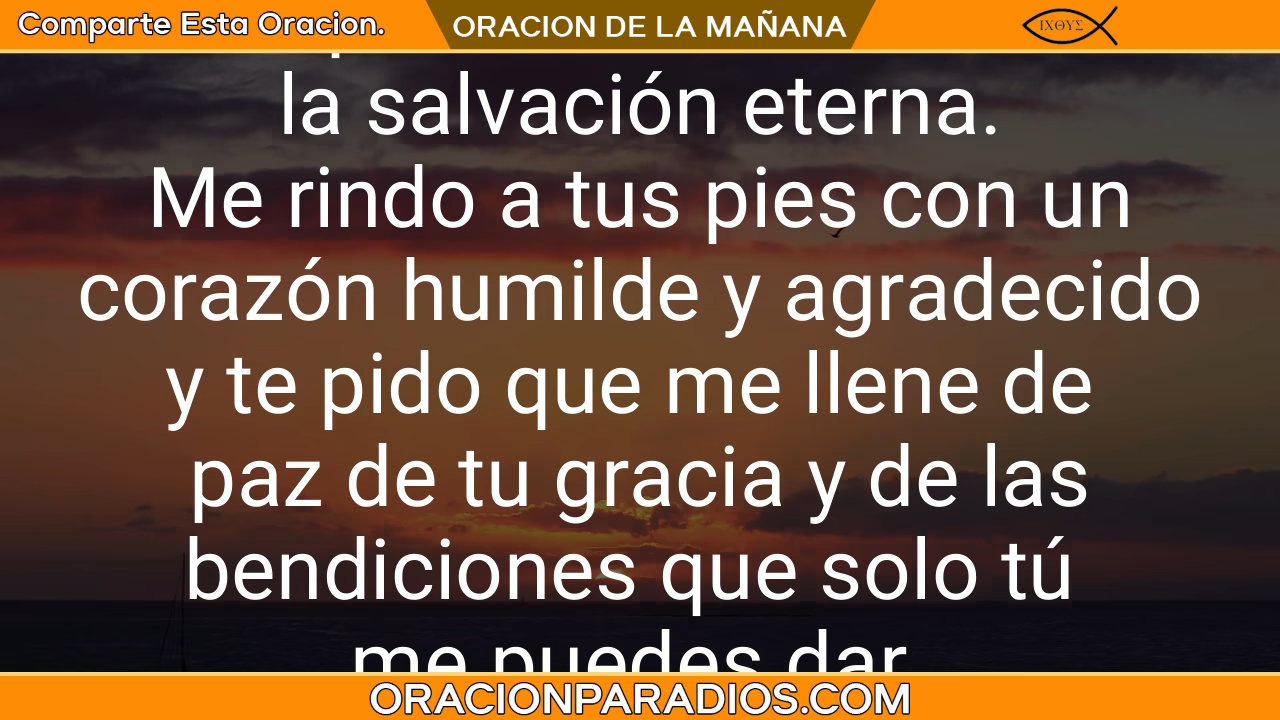 Comparte Esta Oracion.
ORACION DE LA MAÑANA
ΙΧΘΥΣ
la salvación eterna.
Me rindo a tus pies con un
corazón humilde y agradecido
y te pido que me llene de
paz de tu gracia y de las
bendiciones que solo tú
me puedes dar
ORACIONPARADIOS.COM